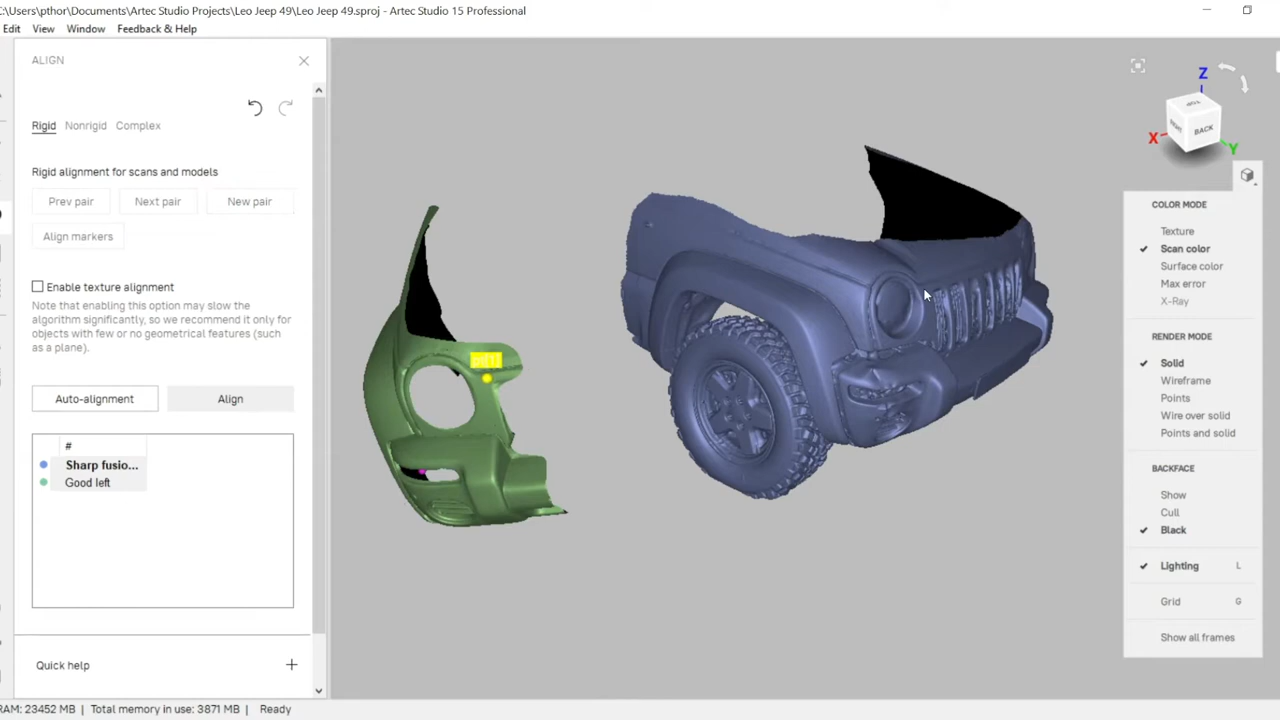 C:\Users\pthor\Documents\Artec Studio Projects\Leo Jeep 49\Leo Jeep 49.sproj - Artec Studio 15 Professional
Edit View Window Feedback & Help
ALIGN
Rigid Nonrigid Complex
Rigid alignment for scans and models
Prev pair Next pair New pair
Align markers
Enable texture alignment
Note that enabling this option may slow the
algorithm significantly, so we recommend it only for
objects with few or no geometrical features (such
as a plane).
Auto-alignment Align
#
Sharp fusio...
Good left
Quick help
RAM: 23452 MB | Total memory in use: 3871 MB | Ready
Z
TOP
BACK
X
Y
COLOR MODE
Texture
Scan color
Surface color
Max error
X-Ray
RENDER MODE
Solid
Wireframe
Points
Wire over solid
Points and solid
BACKFACE
Show
Cull
Black
Lighting L
Grid G
Show all frames